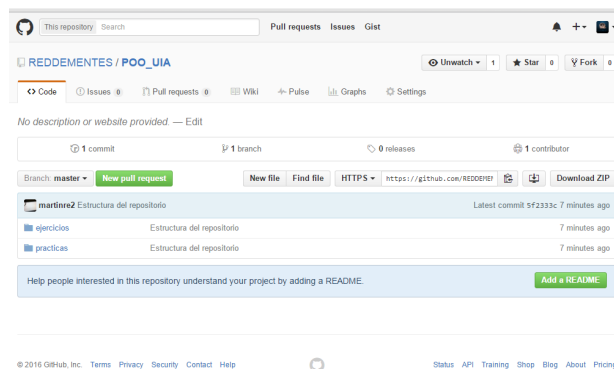 This repository Search Pull requests Issues Gist
REDDEMENTES / POO_UIA Unwatch 1 Star 0 Fork 0
Code Issues 0 Pull requests 0 Wiki Pulse Graphs Settings
No description or website provided. — Edit
1 commit 1 branch 0 releases 1 contributor
Branch: master New pull request New file Find file HTTPS https://github.com/REDDEMEN Download ZIP
martinre2 Estructura del repositorio Latest commit 5f2333c 7 minutes ago
ejercicios Estructura del repositorio 7 minutes ago
practicas Estructura del repositorio 7 minutes ago
Help people interested in this repository understand your project by adding a README. Add a README
© 2016 GitHub, Inc. Terms Privacy Security Contact Help Status API Training Shop Blog About Pricing